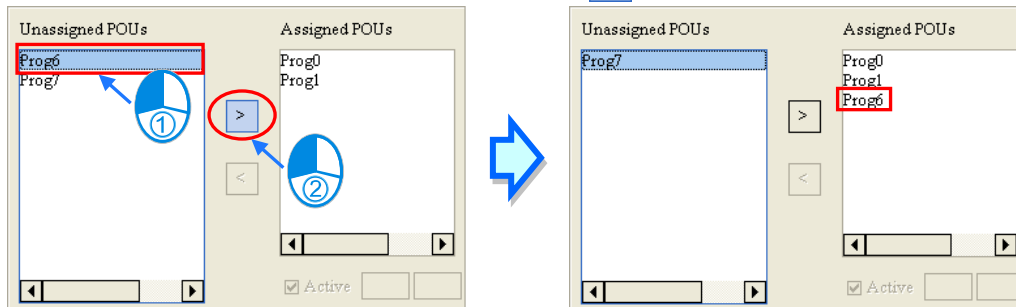 Unassigned POUs
Prog6
Prog7
①
>
②
<
Assigned POUs
Prog0
Prog1
Active
Unassigned POUs
Prog7
>
<
Assigned POUs
Prog0
Prog1
Prog6
Active